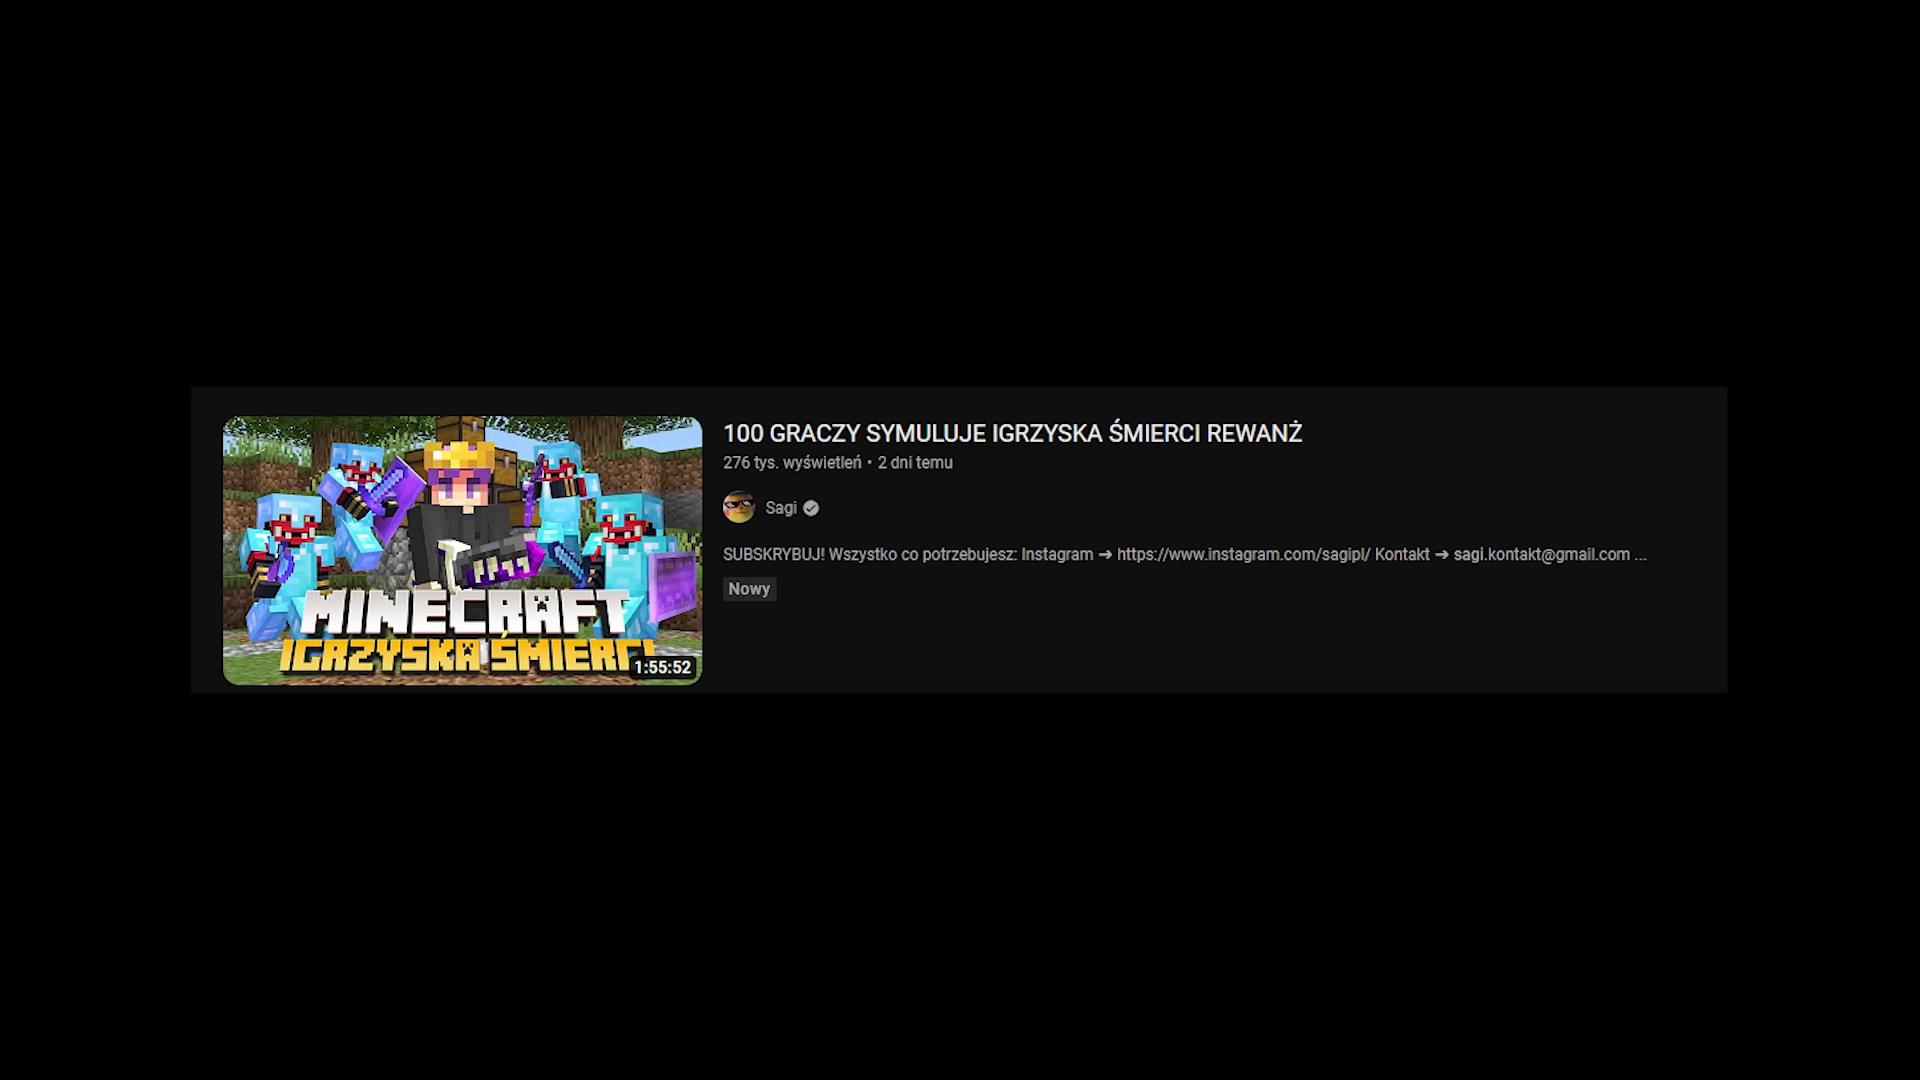 100 GRACZY SYMULUJE IGRZYSKA ŚMIERCI REWANŻ
276 tys. wyświetleń • 2 dni temu
Sagi
SUBSKRYBUJ! Wszystko co potrzebujesz: Instagram ➔ https://www.instagram.com/sagipl/ Kontakt ➔ sagi.kontakt@gmail.com ...
Nowy
MINECRAFT
IGRZYSKA ŚMIERCI
1:55:52